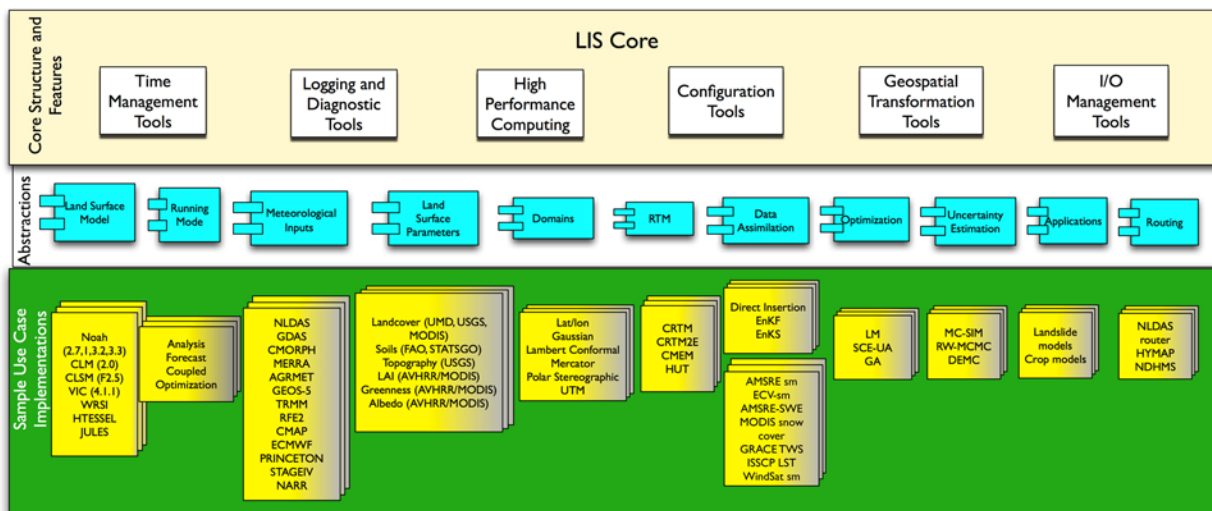 Core Structure and
Features
LIS Core
Time
Management
Tools
Logging and
Diagnostic
Tools
High
Performance
Computing
Configuration
Tools
Geospatial
Transformation
Tools
I/O
Management
Tools
Abstractions
Land Surface
Model
Running
Mode
Meteorological
Inputs
Land
Surface
Parameters
Domains
RTM
Data
Assimilation
Optimization
Uncertainty
Estimation
Applications
Routing
Sample Use Case
Implementations
Noah
(2.7,1,3.2,3.3)
CLM (2.0)
CLSM (F2.5)
VIC (4.1.1)
WRSI
HTESSEL
JULES
Analysis
Forecast
Coupled
Optimization
NLDAS
GDAS
CMORPH
MERRA
AGRMET
GEOS-5
TRMM
RFE2
CMAP
ECMWF
PRINCETON
STAGEIV
NARR
Landcover (UMD, USGS,
MODIS)
Soils (FAO, STATSGO)
Topography (USGS)
LAI (AVHRR/MODIS)
Greenness (AVHRR/MODIS)
Albedo (AVHRR/MODIS)
Lat/lon
Gaussian
Lambert Conformal
Mercator
Polar Stereographic
UTM
CRTM
CRTM2E
CMEM
HUT
Direct Insertion
EnKF
EnKS
AMSRE sm
ECV-sm
AMSRE-SWE
MODIS snow
cover
GRACE TWS
ISSCP LST
WindSat sm
LM
SCE-UA
GA
MC-SIM
RW-MCMC
DEMC
Landslide
models
Crop models
NLDAS
router
HYMAP
NDHMS